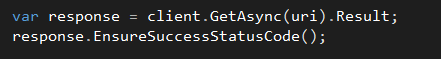 var response = client.GetAsync(uri).Result;
response.EnsureSuccessStatusCode();